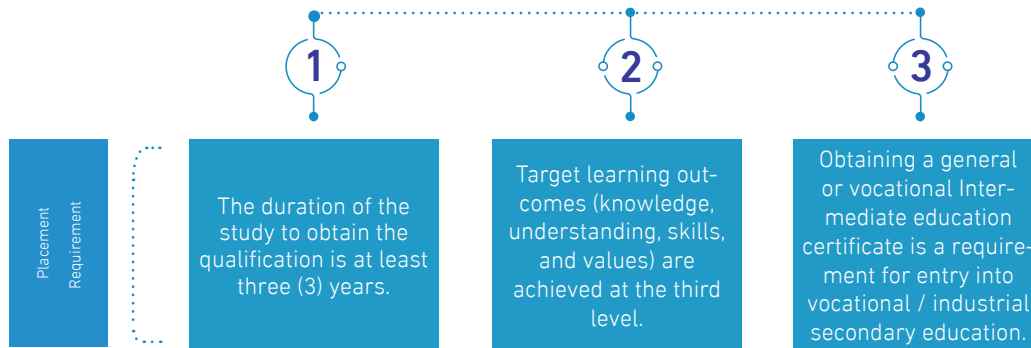 1
2
3
Placement
Requirement
The duration of the
study to obtain the
qualification is at least
three (3) years.
Target learning out-
comes (knowledge,
understanding, skills,
and values) are
achieved at the third
level.
Obtaining a general
or vocational Inter-
mediate education
certificate is a require-
ment for entry into
vocational / industrial
secondary education.